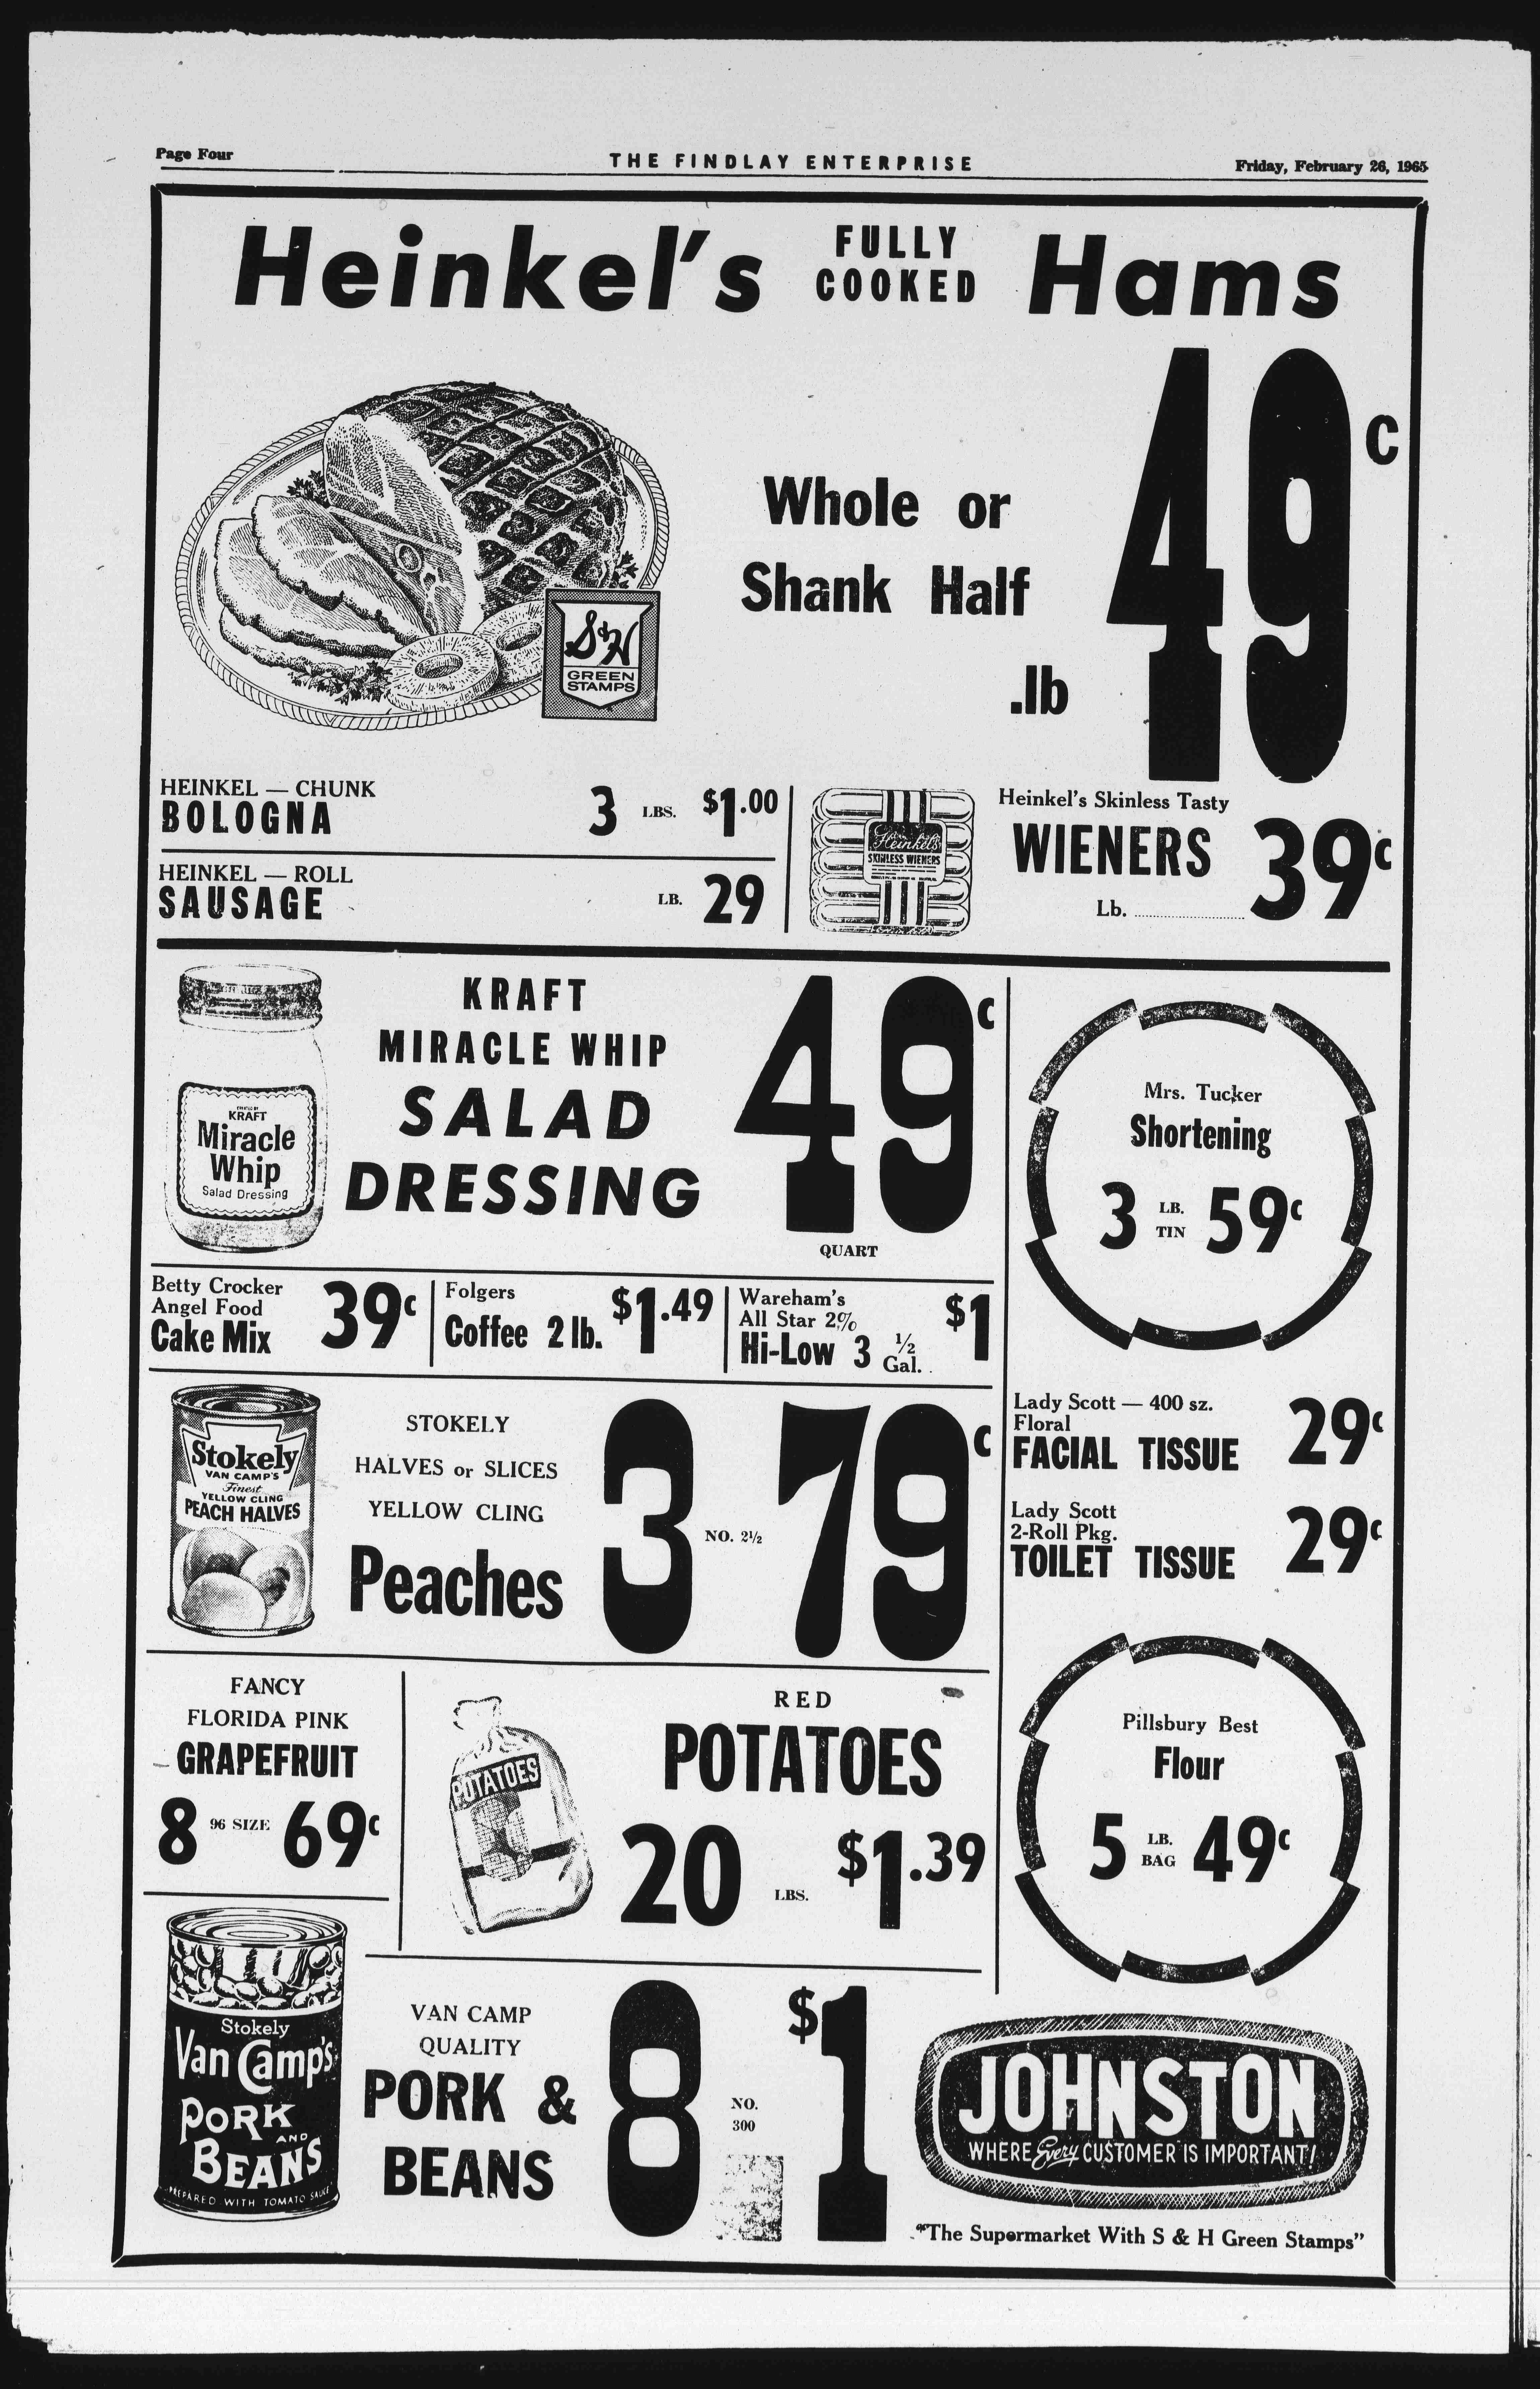 Page Four
THE FINDLAY ENTERPRISE
Friday, February 26, 1965
Heinkel's FULLY COOKED Hams
Whole or
Shank Half
.lb
49c
S&H
GREEN
STAMPS
HEINKEL — CHUNK
BOLOGNA 3 LBS. $1.00
HEINKEL — ROLL
SAUSAGE LB. 29
Heinkel's
SKINLESS WIENERS
Heinkel's Skinless Tasty
WIENERS
Lb. 39c
KRAFT
Miracle
Whip
Salad Dressing
KRAFT
MIRACLE WHIP
SALAD
DRESSING
49c
QUART
Mrs. Tucker
Shortening
3 LB. TIN 59c
Betty Crocker
Angel Food
Cake Mix 39c
Folgers
Coffee 2 lb. $1.49
Wareham's
All Star 2%
Hi-Low 3 ½ Gal. $1
Stokely
VAN CAMP'S
Finest
YELLOW CLING
PEACH HALVES
STOKELY
HALVES or SLICES
YELLOW CLING
Peaches
3 NO. 2½ 79c
Lady Scott — 400 sz.
Floral
FACIAL TISSUE 29c
Lady Scott
2-Roll Pkg.
TOILET TISSUE 29c
FANCY
FLORIDA PINK
GRAPEFRUIT
8 96 SIZE 69c
POTATOES
RED
POTATOES
20 LBS. $1.39
Pillsbury Best
Flour
5 LB. BAG 49c
Stokely
Van Camp's
PORK
AND
BEANS
PREPARED WITH TOMATO SAUCE
VAN CAMP
QUALITY
PORK &
BEANS
8 NO. 300 $1
JOHNSTON
WHERE Every CUSTOMER IS IMPORTANT!
"The Supermarket With S & H Green Stamps"